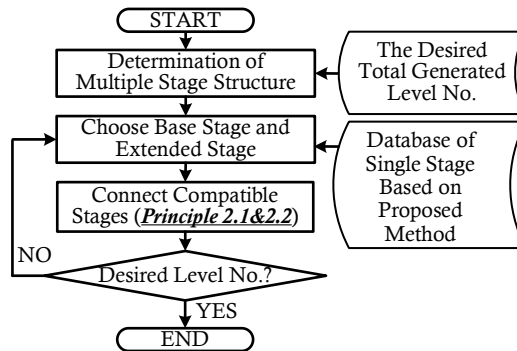 START
Determination of
Multiple Stage Structure
The Desired
Total Generated
Level No.
Choose Base Stage and
Extended Stage
Database of
Single Stage
Based on
Proposed
Method
Connect Compatible
Stages (Principle 2.1&2.2)
NO
Desired Level No.?
YES
END